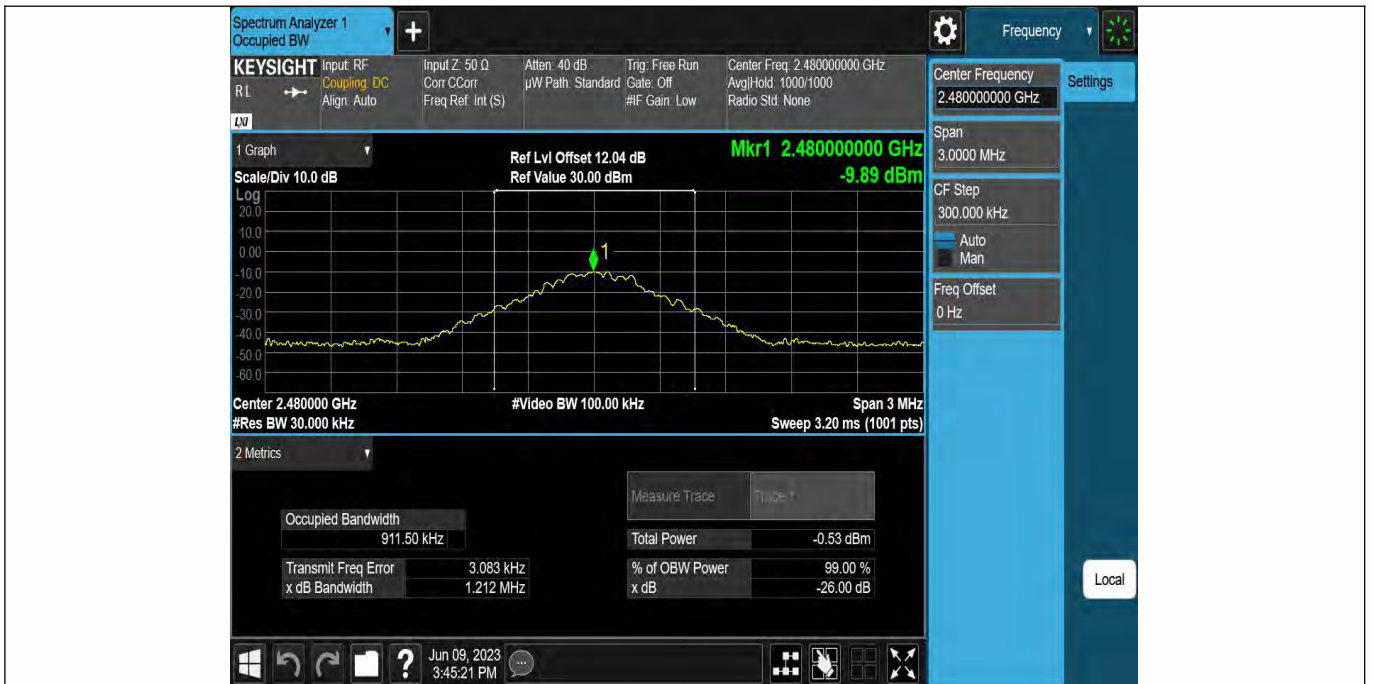 Spectrum Analyzer 1
Occupied BW
+
Frequency
KEYSIGHT
R L
LXI
Input: RF
Coupling: DC
Align: Auto
Input Z: 50 Ω
Corr CCorr
Freq Ref: Int (S)
Atten: 40 dB
µW Path: Standard
Trig: Free Run
Gate: Off
#IF Gain: Low
Center Freq: 2.480000000 GHz
Avg|Hold: 1000/1000
Radio Std: None
Center Frequency
2.480000000 GHz
Settings
Span
3.0000 MHz
CF Step
300.000 kHz
Auto
Man
Freq Offset
0 Hz
Local
1 Graph
Scale/Div 10.0 dB
Ref Lvl Offset 12.04 dB
Ref Value 30.00 dBm
Mkr1 2.480000000 GHz
-9.89 dBm
Log
20.0
10.0
0.00
-10.0
-20.0
-30.0
-40.0
-50.0
-60.0
1
Center 2.480000 GHz
#Res BW 30.000 kHz
#Video BW 100.00 kHz
Span 3 MHz
Sweep 3.20 ms (1001 pts)
2 Metrics
Measure Trace Trace 1
Occupied Bandwidth
911.50 kHz
Total Power -0.53 dBm
Transmit Freq Error 3.083 kHz
% of OBW Power 99.00 %
x dB Bandwidth 1.212 MHz
x dB -26.00 dB
?
Jun 09, 2023
3:45:21 PM